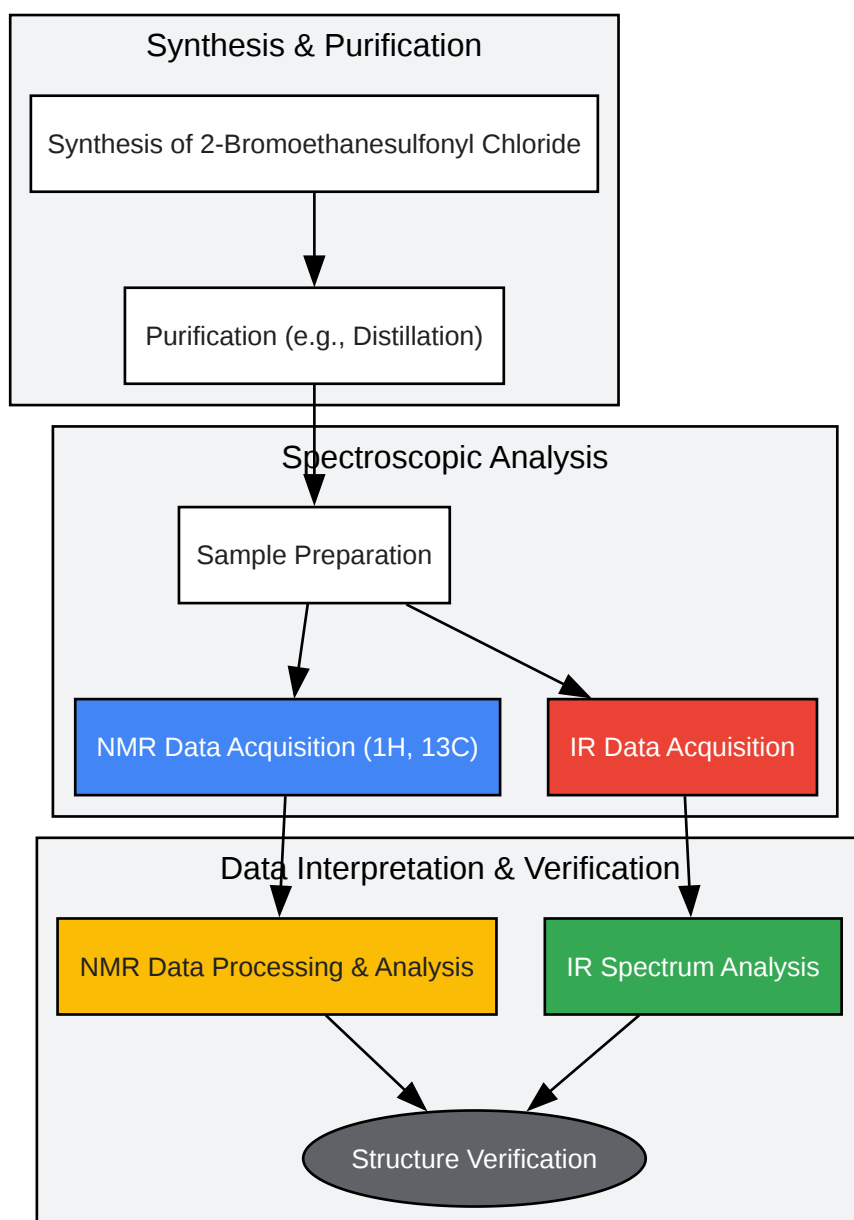 Synthesis & Purification
Synthesis of 2-Bromoethanesulfonyl Chloride
Purification (e.g., Distillation)
Spectroscopic Analysis
Sample Preparation
NMR Data Acquisition (1H, 13C)
IR Data Acquisition
Data Interpretation & Verification
NMR Data Processing & Analysis
IR Spectrum Analysis
Structure Verification